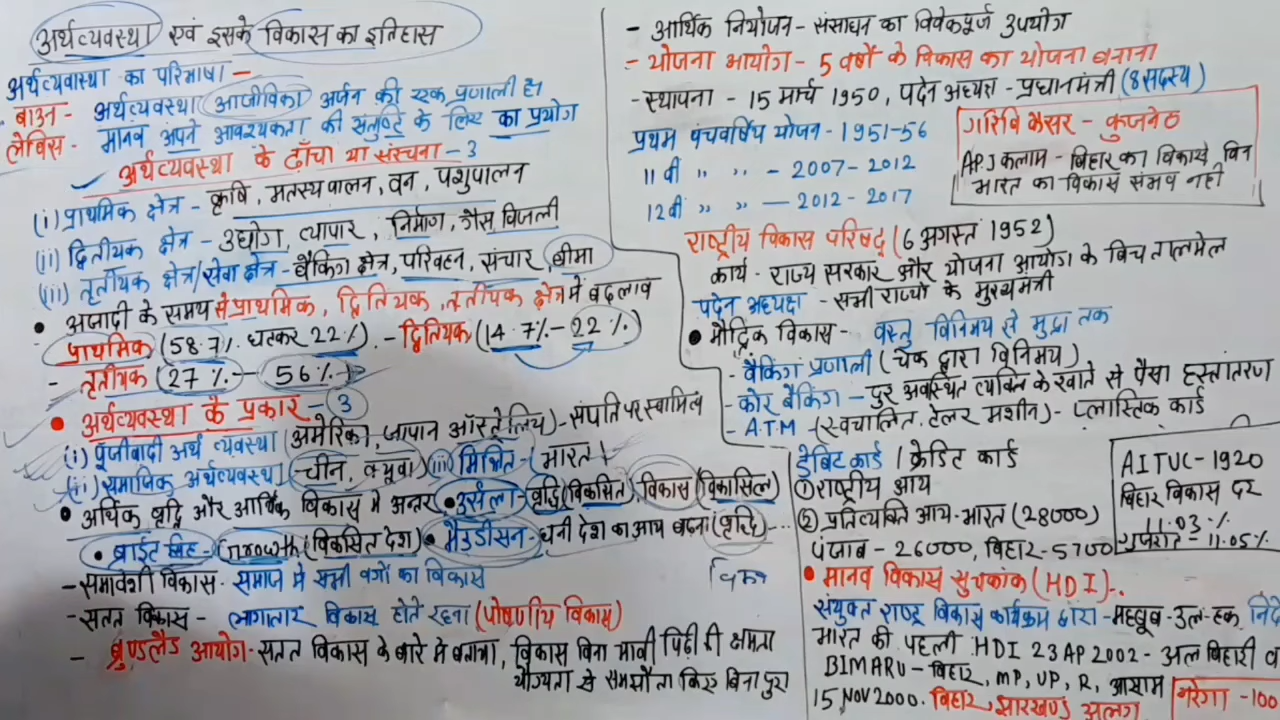 अर्थव्यवस्था एवं इसके विकास का इतिहास
अर्थव्यवस्था का परिभाषा -
बाउन - अर्थव्यवस्था आजीविका अर्जन की एक प्रणाली है।
लेविस - मानव अपने आवश्यकता की संतुष्टि के लिए का प्रयोग
अर्थव्यवस्था के ढाँचा या संरचना - 3
(i) प्राथमिक क्षेत्र - कृषि, मतस्य पालन, वन, पशुपालन
(ii) द्वितीयक क्षेत्र - उद्योग, व्यापार, निर्माण, गैस बिजली
(iii) तृतीयक क्षेत्र/सेवा क्षेत्र - बैंकिंग क्षेत्र, परिवहन, संचार, बीमा
• अजादी के समय से प्राथमिक, द्वितियक, तृतीयक क्षेत्र में बदलाव
प्राथमिक (58.7% घटकर 22%) - द्वितियक (14.7% - 22%)
- तृतीयक (27% - 56%)
• अर्थव्यवस्था के प्रकार - 3
(i) पूंजीवादी अर्थ व्यवस्था (अमेरिका, जापान ऑस्ट्रेलिय) - संपति पर स्वामित्व
(ii) समाजिक अर्थव्यवस्था (चीन, क्यूवा) (iii) मिश्रित - (भारत)
• अर्थिक वृद्वि और आर्थिक विकास में अन्तर • उर्सला - वृद्धि (विकसित) विकास (विकासिल)
• ब्राईट सिंह - Growth (विकसित देश) • मैडडीसन - धनी देश का आय बढ़ना (वृद्धि)
- समावेशी विकास - समाज में सभी वर्गो का विकास
- सतत विकास - लागातार विकास होते रहना (पोषणीय विकास)
- ब्रुण्डलैंड आयोग - सतत विकास के बारे में बताया, विकास बिना भावी पिढ़ी की क्षमता
योज्यता से समझौता किए बिना पुरा
- आर्थिक नियोजन - संसाधन का विवेकपूर्ण उपयोग
- योजना आयोग - 5 वर्षों के विकास का योजना बनाना
- स्थापना - 15 मार्च 1950, पदेन अध्यक्ष - प्रधानमंत्री (8 सदस्य)
प्रथम पंचवर्षिय योजन - 1951-56
11 वीं " " - 2007 - 2012
12 वीं " " - 2012 - 2017
गरिबि कैंसर - कुजनेठ
APJ कलाम - बिहार का विकासे बिन
भारत का विकास संभव नहीं
राष्ट्रीय विकास परिषद् (6 अगस्त 1952)
कार्य - राज्य सरकार और योजना आयोग के बिच तालमेल
पदेन अध्यक्ष - सभी राज्यो के मुख्यमंत्री
• मौद्रिक विकास - वस्तु विनिमय से मुद्रा तक
- बैंकिंग प्रणाली (चेक द्वारा विनिमय)
- कोर बैंकिंग - दुर अवस्थित व्यक्ति के खाते से पैसा हस्तांतरण
- A.T.M - (स्वचालित टेलर मशीन) - प्लास्टिक कार्ड
डेबिट कार्ड / क्रेडिट कार्ड
① राष्ट्रीय आय
② प्रतिव्यक्ति आय - भारत (28000)
पंजाब - 26000, बिहार - 5700
AITUC - 1920
बिहार विकास दर
11.03%
गुजरात - 11.05%
• मानव विकास सुचकांक (HDI) -
संयुक्त राष्ट्र विकास कार्यक्रम द्वारा - महबूब - उल - हक
भारत की पहली HDI 23 AP 2002 - अल बिहारी
BIMARU - बिहार, MP, UP, R, आसाम
15 NOV 2000. बिहार, झारखण्ड अलग
नरेगा - 100